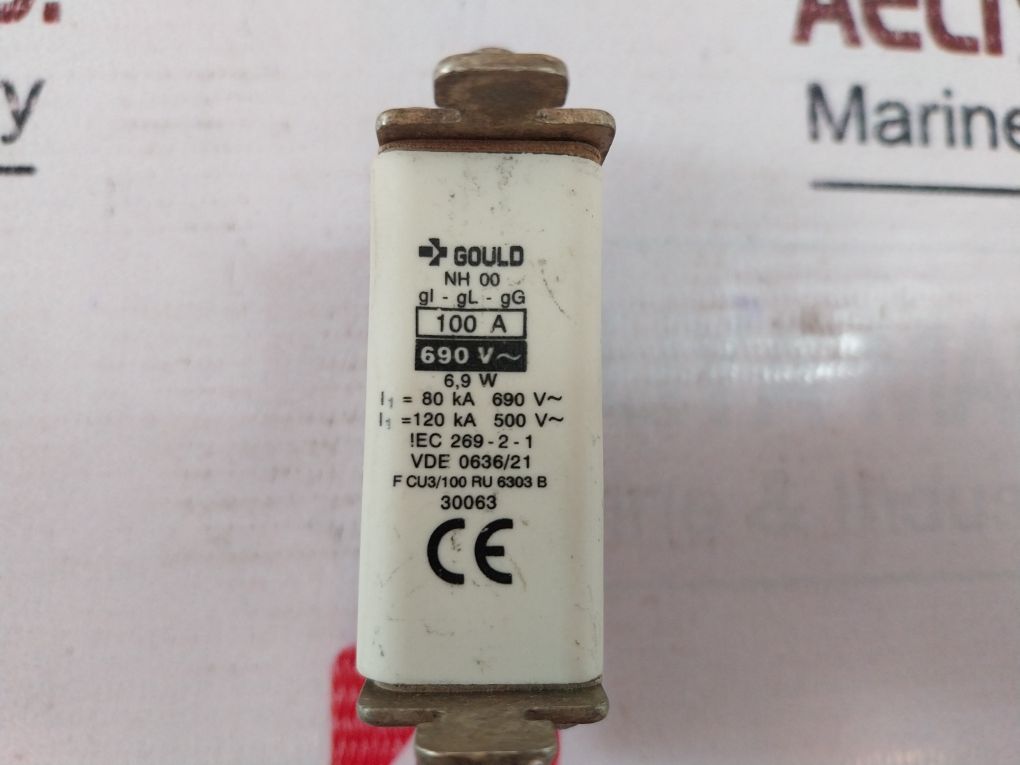 Marine
GOULD
NH 00
gI - gL - gG
100 A
690 V~
6,9 W
I₁ = 80 kA 690 V~
I₁ =120 kA 500 V~
IEC 269-2-1
VDE 0636/21
F CU3/100 RU 6303 B
30063
CE